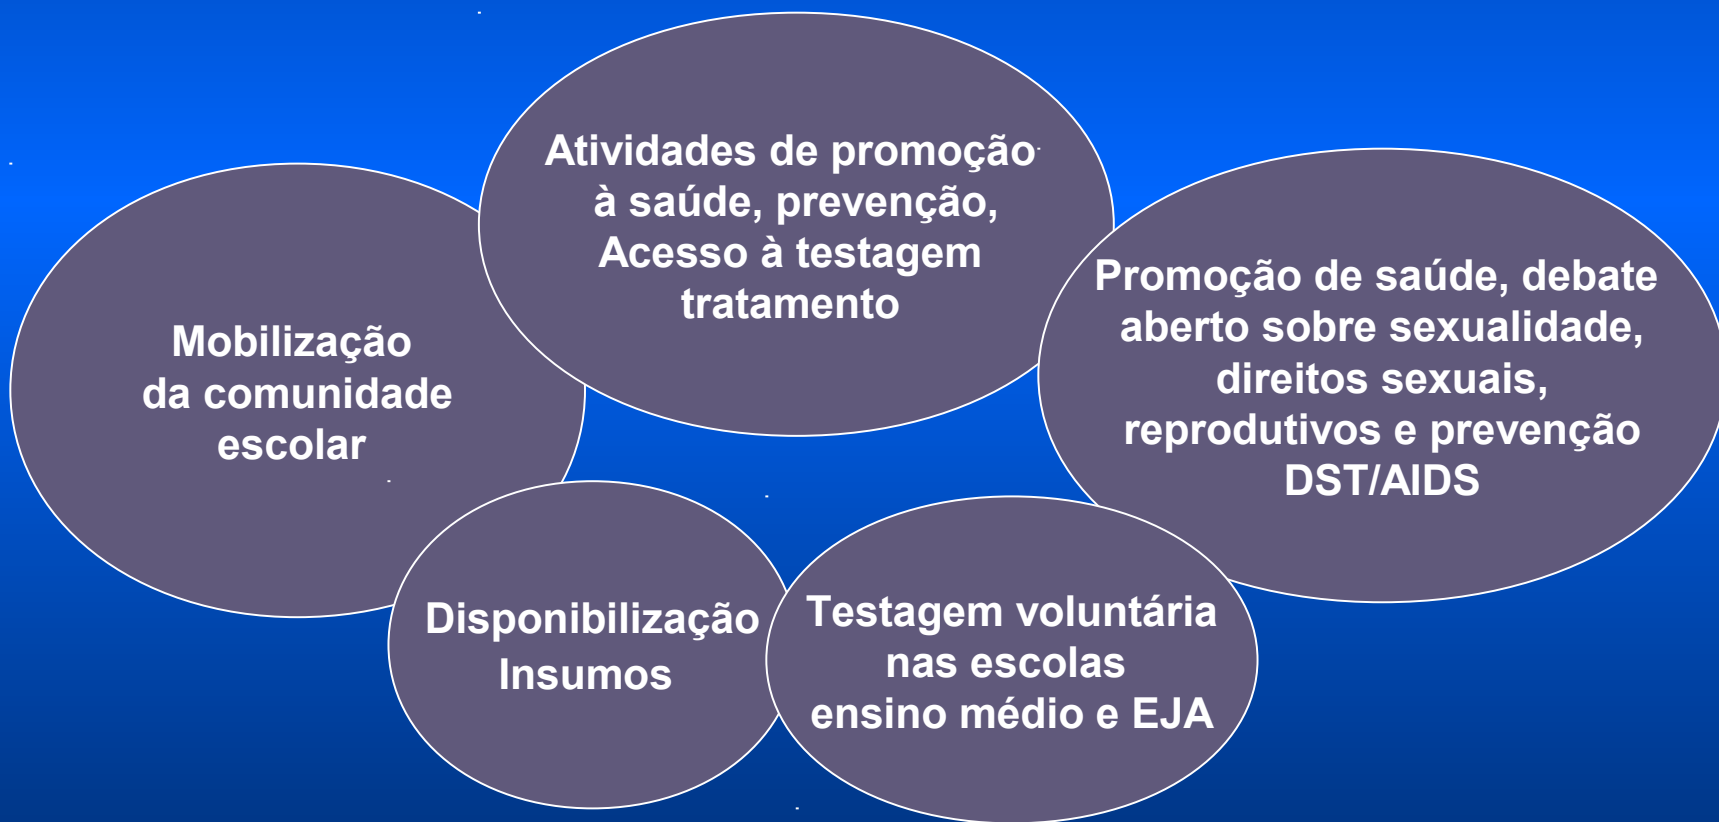 Atividades de promoção
à saúde, prevenção,
Acesso à testagem
tratamento
Mobilização
da comunidade
escolar
Promoção de saúde, debate
aberto sobre sexualidade,
direitos sexuais,
reprodutivos e prevenção
DST/AIDS
Disponibilização
Insumos
Testagem voluntária
nas escolas
ensino médio e EJA